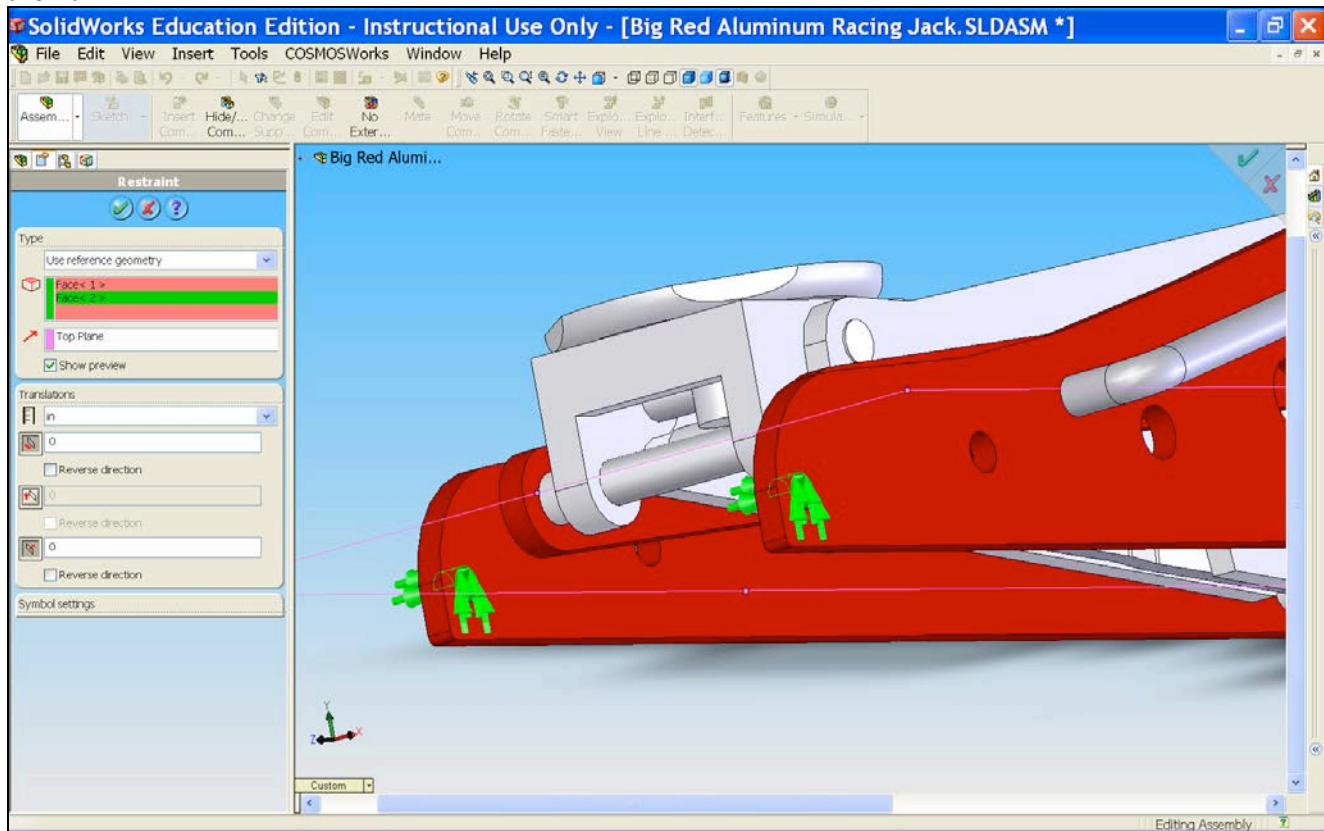 SolidWorks Education Edition - Instructional Use Only - [Big Red Aluminum Racing Jack.SLDASM *]
File Edit View Insert Tools COSMOSWorks Window Help
Assem... Sketch Insert Hide/... Change Edit No Mate Move Rotate Smart Explo... Explo... Interf... Features Simula...
Com... Com... Supp... Com... Exter... Com... Com... Faste... View Line ... Detec...
Big Red Alumi...
Restraint
Type
Use reference geometry
Face< 1 >
Face< 2 >
Top Plane
Show preview
Translations
in
0
Reverse direction
0
Reverse direction
0
Reverse direction
Symbol settings
Y
Z X
Custom
Editing Assembly